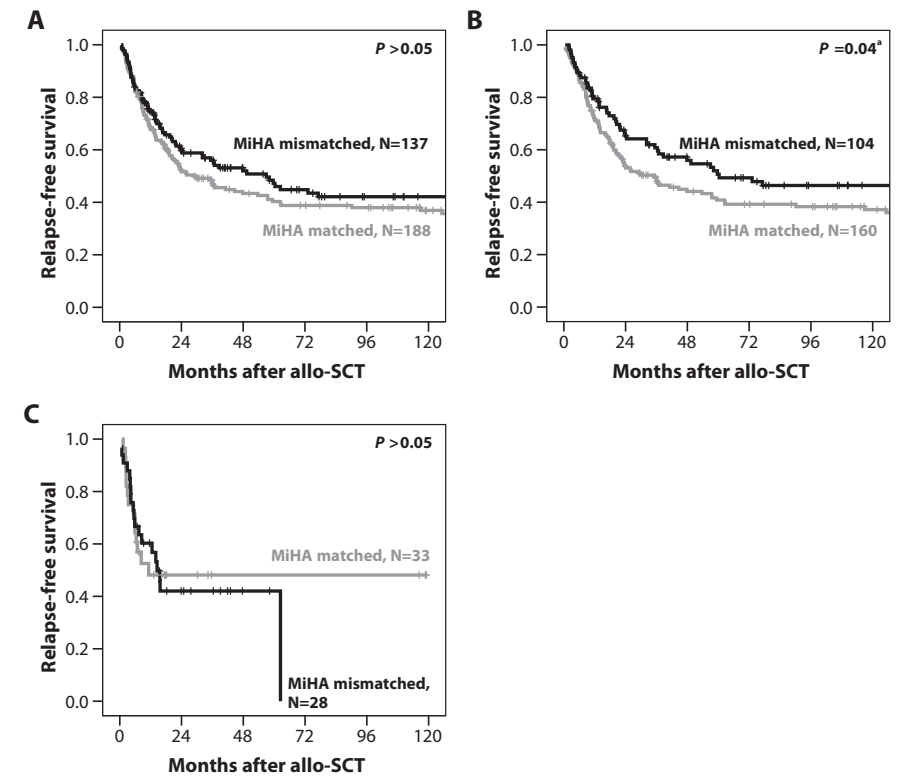 A
P >0.05
1.0
0.8
0.6
0.4
0.2
0.0
Relapse-free survival
MiHA mismatched, N=137
MiHA matched, N=188
0 24 48 72 96 120
Months after allo-SCT
B
P =0.04ᵃ
1.0
0.8
0.6
0.4
0.2
0.0
Relapse-free survival
MiHA mismatched, N=104
MiHA matched, N=160
0 24 48 72 96 120
Months after allo-SCT
C
P >0.05
1.0
0.8
0.6
0.4
0.2
0.0
Relapse-free survival
MiHA matched, N=33
MiHA mismatched,
N=28
0 24 48 72 96 120
Months after allo-SCT